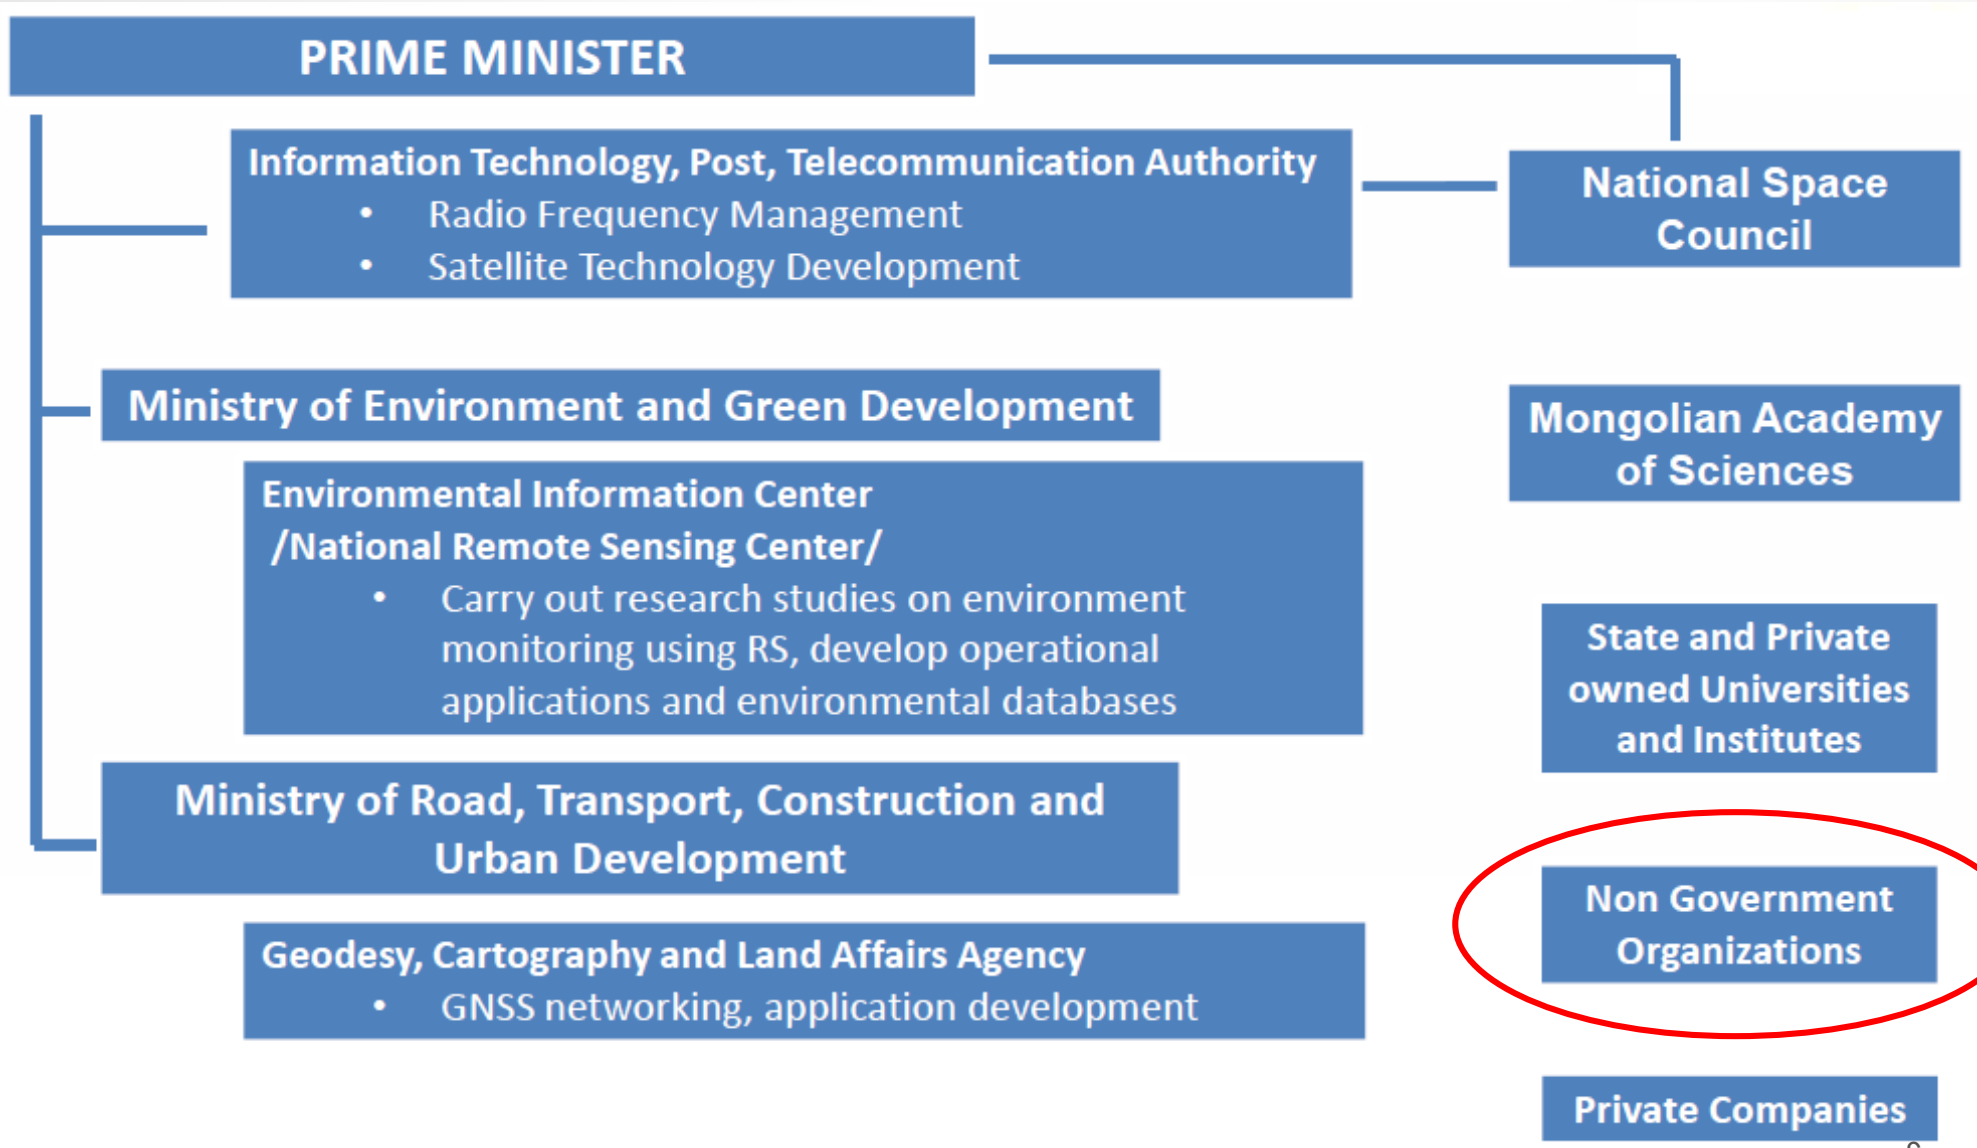 PRIME MINISTER
Information Technology, Post, Telecommunication Authority
• Radio Frequency Management
• Satellite Technology Development
National Space
Council
Ministry of Environment and Green Development
Mongolian Academy
of Sciences
Environmental Information Center
/National Remote Sensing Center/
• Carry out research studies on environment
monitoring using RS, develop operational
applications and environmental databases
State and Private
owned Universities
and Institutes
Ministry of Road, Transport, Construction and
Urban Development
Non Government
Organizations
Geodesy, Cartography and Land Affairs Agency
• GNSS networking, application development
Private Companies